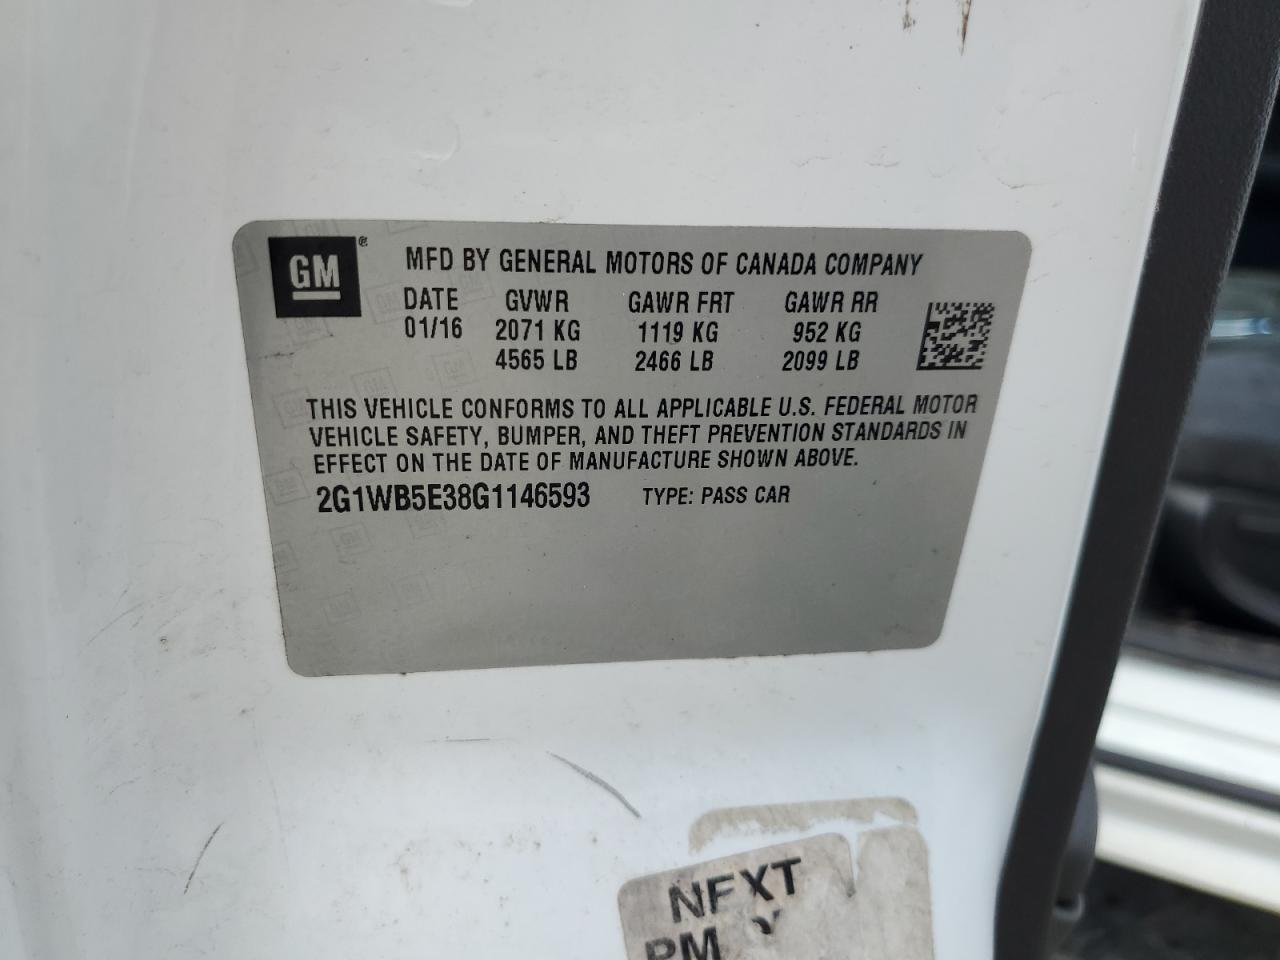 GM®
MFD BY GENERAL MOTORS OF CANADA COMPANY
DATE GVWR GAWR FRT GAWR RR
01/16 2071 KG 1119 KG 952 KG
4565 LB 2466 LB 2099 LB
THIS VEHICLE CONFORMS TO ALL APPLICABLE U.S. FEDERAL MOTOR
VEHICLE SAFETY, BUMPER, AND THEFT PREVENTION STANDARDS IN
EFFECT ON THE DATE OF MANUFACTURE SHOWN ABOVE.
2G1WB5E38G1146593 TYPE: PASS CAR
NEXT
PM